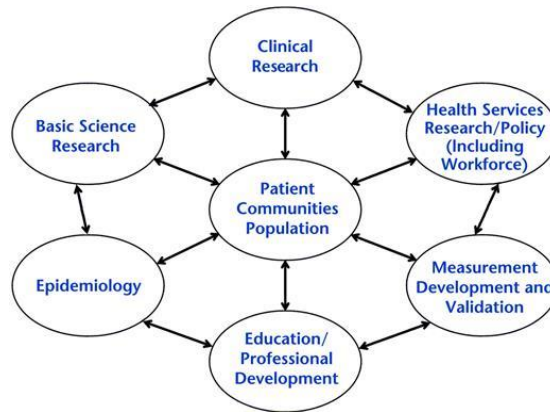 Clinical
Research
Basic Science
Research
Health Services
Research/Policy
(Including
Workforce)
Patient
Communities
Population
Epidemiology
Measurement
Development and
Validation
Education/
Professional
Development